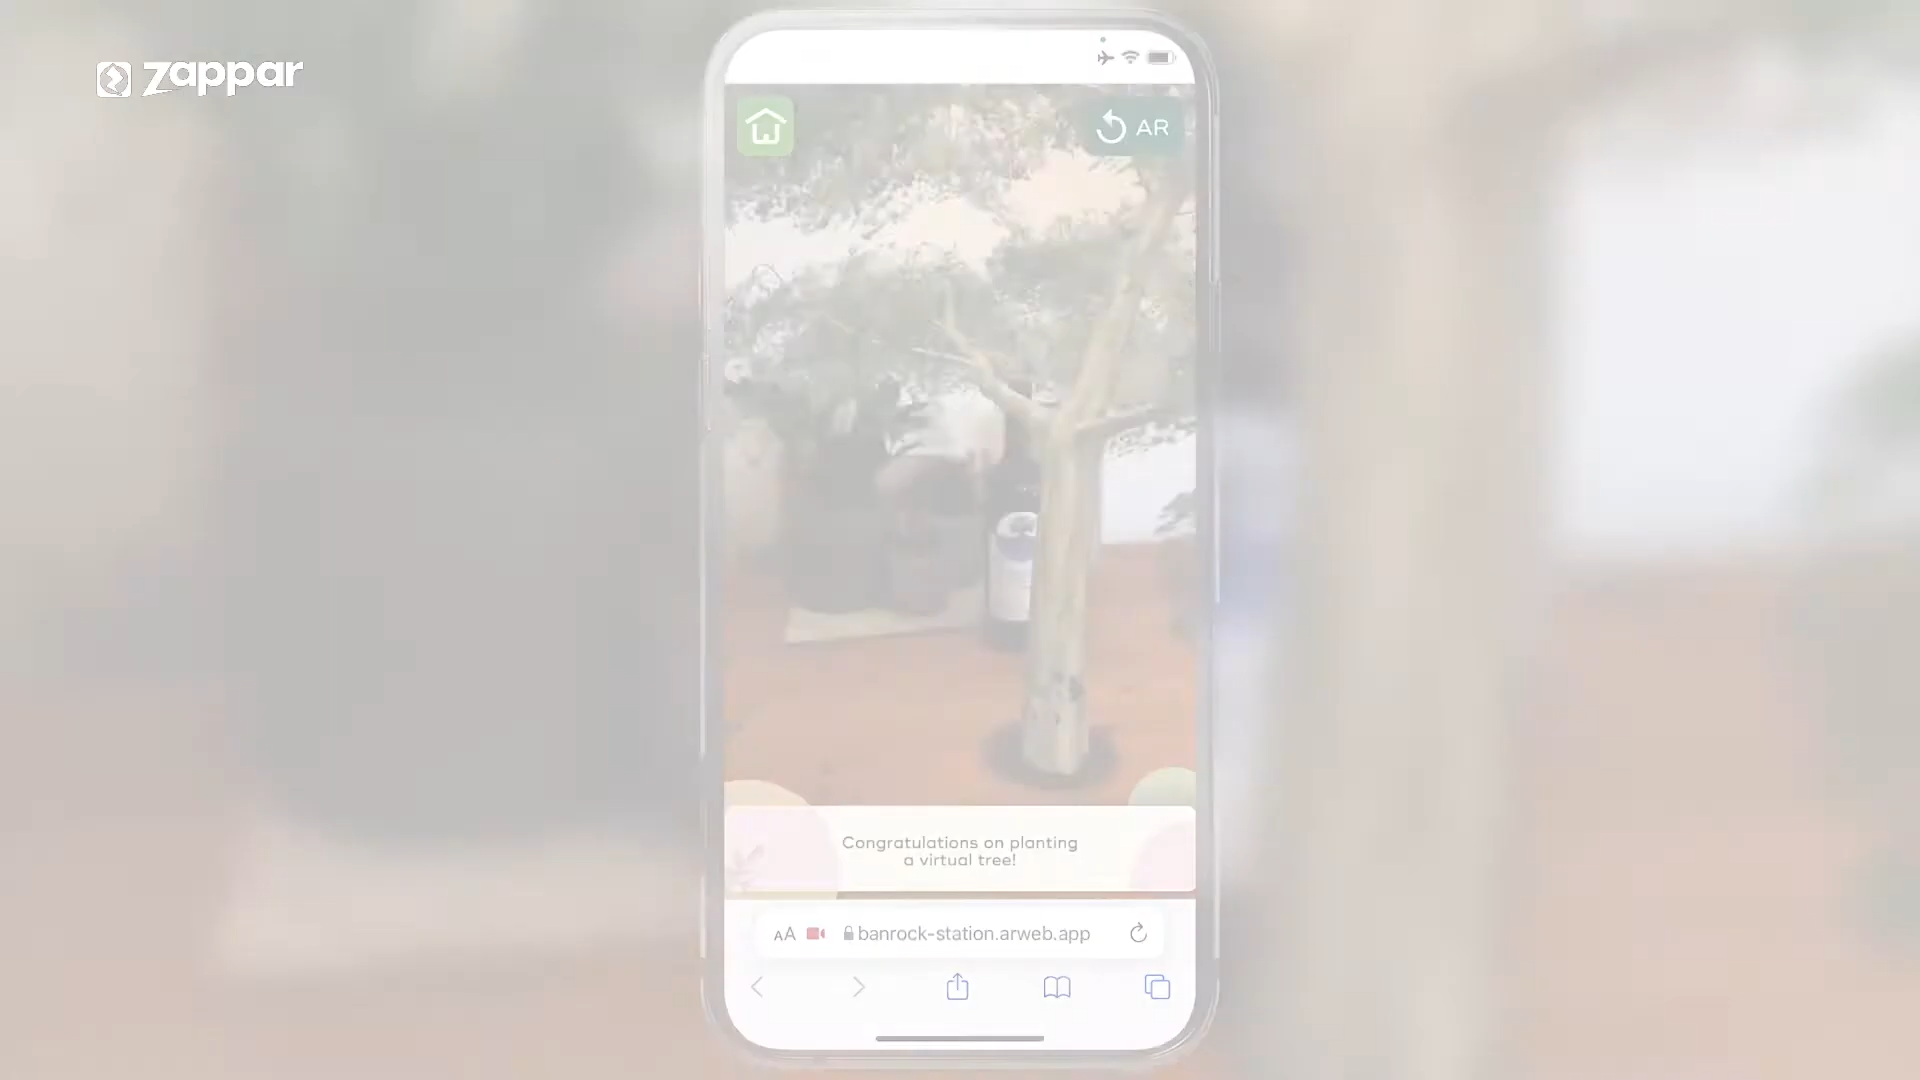 zappar
AR
Congratulations on planting
a virtual tree!
AA
banrock-station.arweb.app